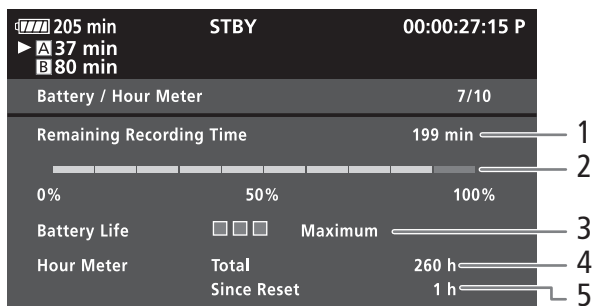 205 min STBY 00:00:27:15 P
A 37 min
B 80 min
Battery / Hour Meter 7/10
Remaining Recording Time 199 min 1
2
0% 50% 100%
Battery Life Maximum 3
Hour Meter Total 260 h 4
Since Reset 1 h 5